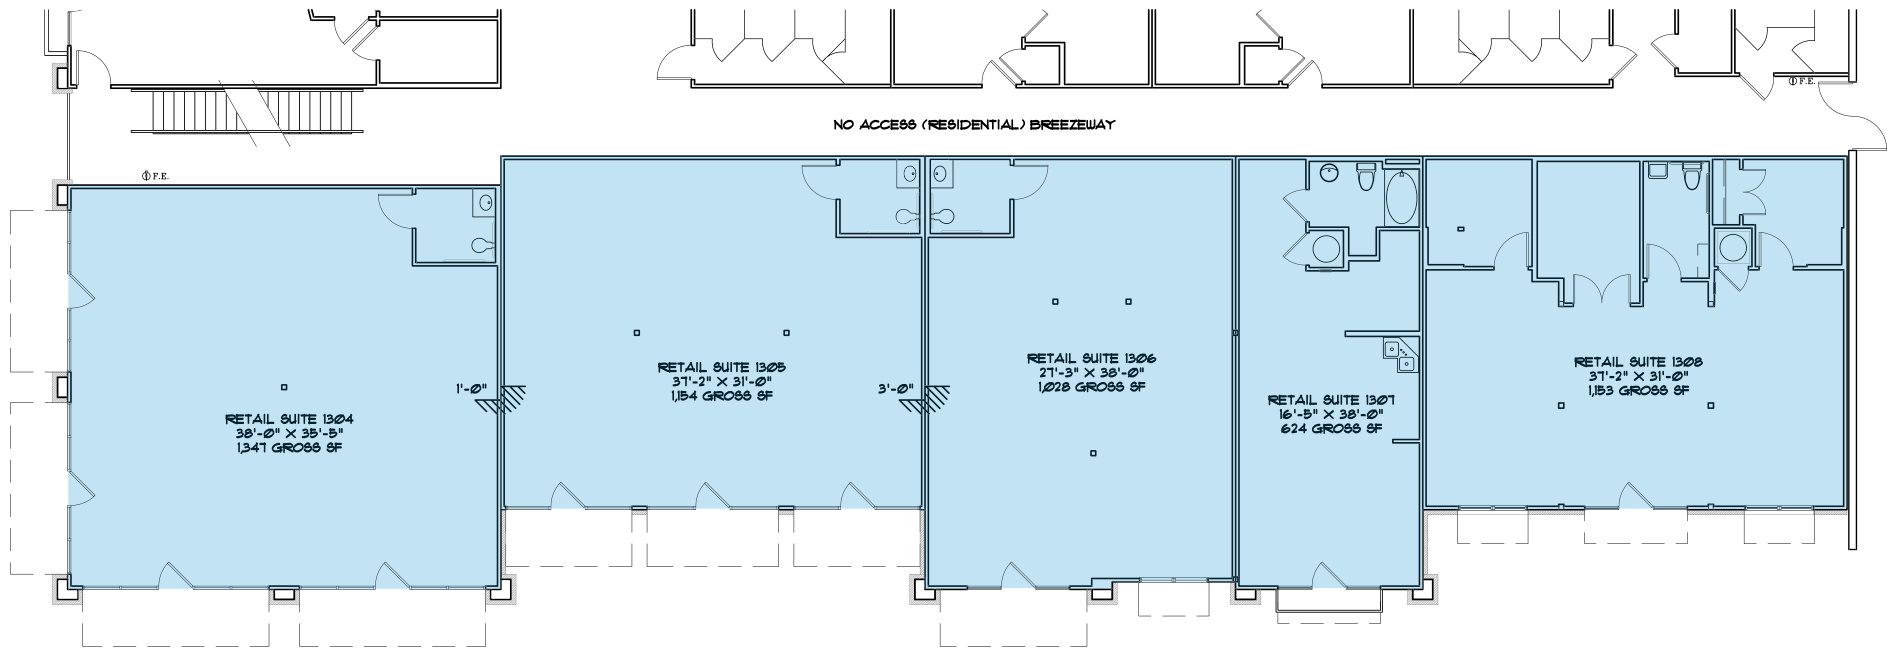 Ⓘ F.E.
NO ACCESS (RESIDENTIAL) BREEZEWAY
Ⓘ F.E.
RETAIL SUITE 1304
38'-0" X 35'-5"
1,347 GROSS SF
1'-0"
RETAIL SUITE 1305
37'-2" X 31'-0"
1,154 GROSS SF
3'-0"
RETAIL SUITE 1306
27'-3" X 38'-0"
1,028 GROSS SF
RETAIL SUITE 1307
16'-5" X 38'-0"
624 GROSS SF
RETAIL SUITE 1308
37'-2" X 31'-0"
1,153 GROSS SF